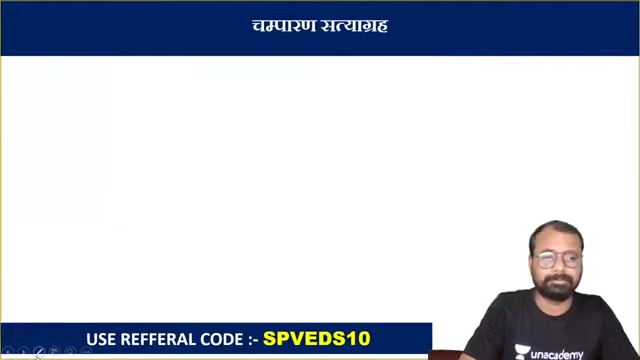 चम्पारण सत्याग्रह
unacademy
USE REFFERAL CODE :- SPVEDS10